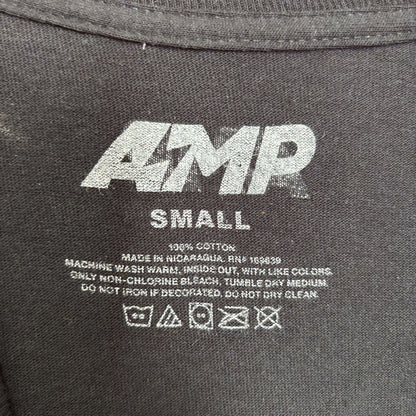 AMP
SMALL
100% COTTON
MADE IN NICARAGUA. RN# 169639
MACHINE WASH WARM, INSIDE OUT, WITH LIKE COLORS.
ONLY NON-CHLORINE BLEACH, TUMBLE DRY MEDIUM.
DO NOT IRON IF DECORATED. DO NOT DRY CLEAN.